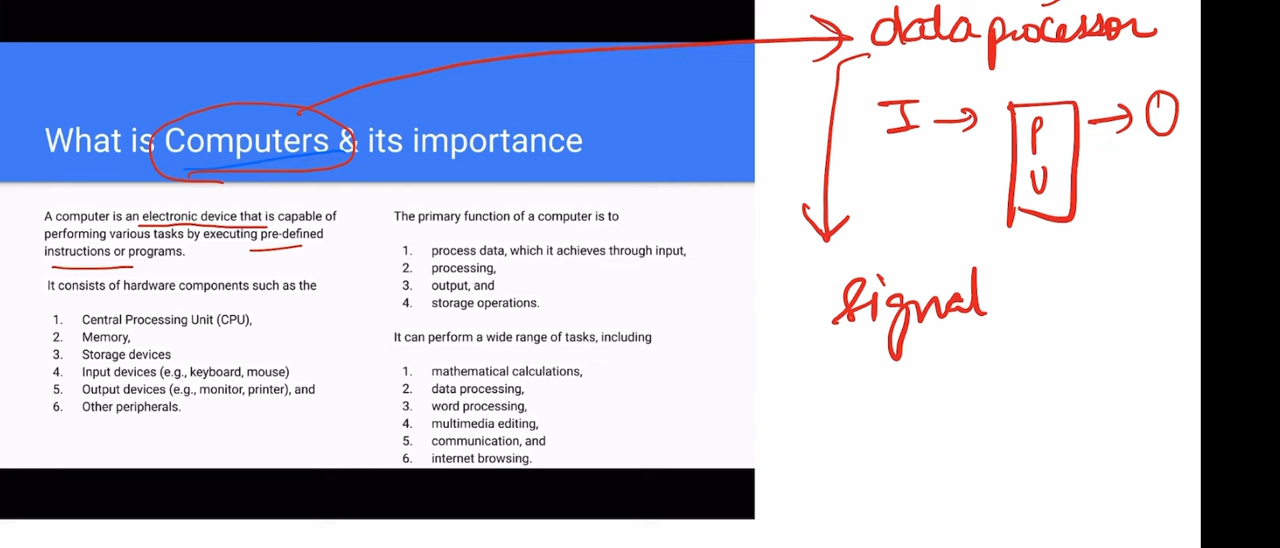 What is Computers & its importance
A computer is an electronic device that is capable of
performing various tasks by executing pre-defined
instructions or programs.
It consists of hardware components such as the
1. Central Processing Unit (CPU),
2. Memory,
3. Storage devices
4. Input devices (e.g., keyboard, mouse)
5. Output devices (e.g., monitor, printer), and
6. Other peripherals.
The primary function of a computer is to
1. process data, which it achieves through input,
2. processing,
3. output, and
4. storage operations.
It can perform a wide range of tasks, including
1. mathematical calculations,
2. data processing,
3. word processing,
4. multimedia editing,
5. communication, and
6. internet browsing.
data processor
I → PU → O
signal